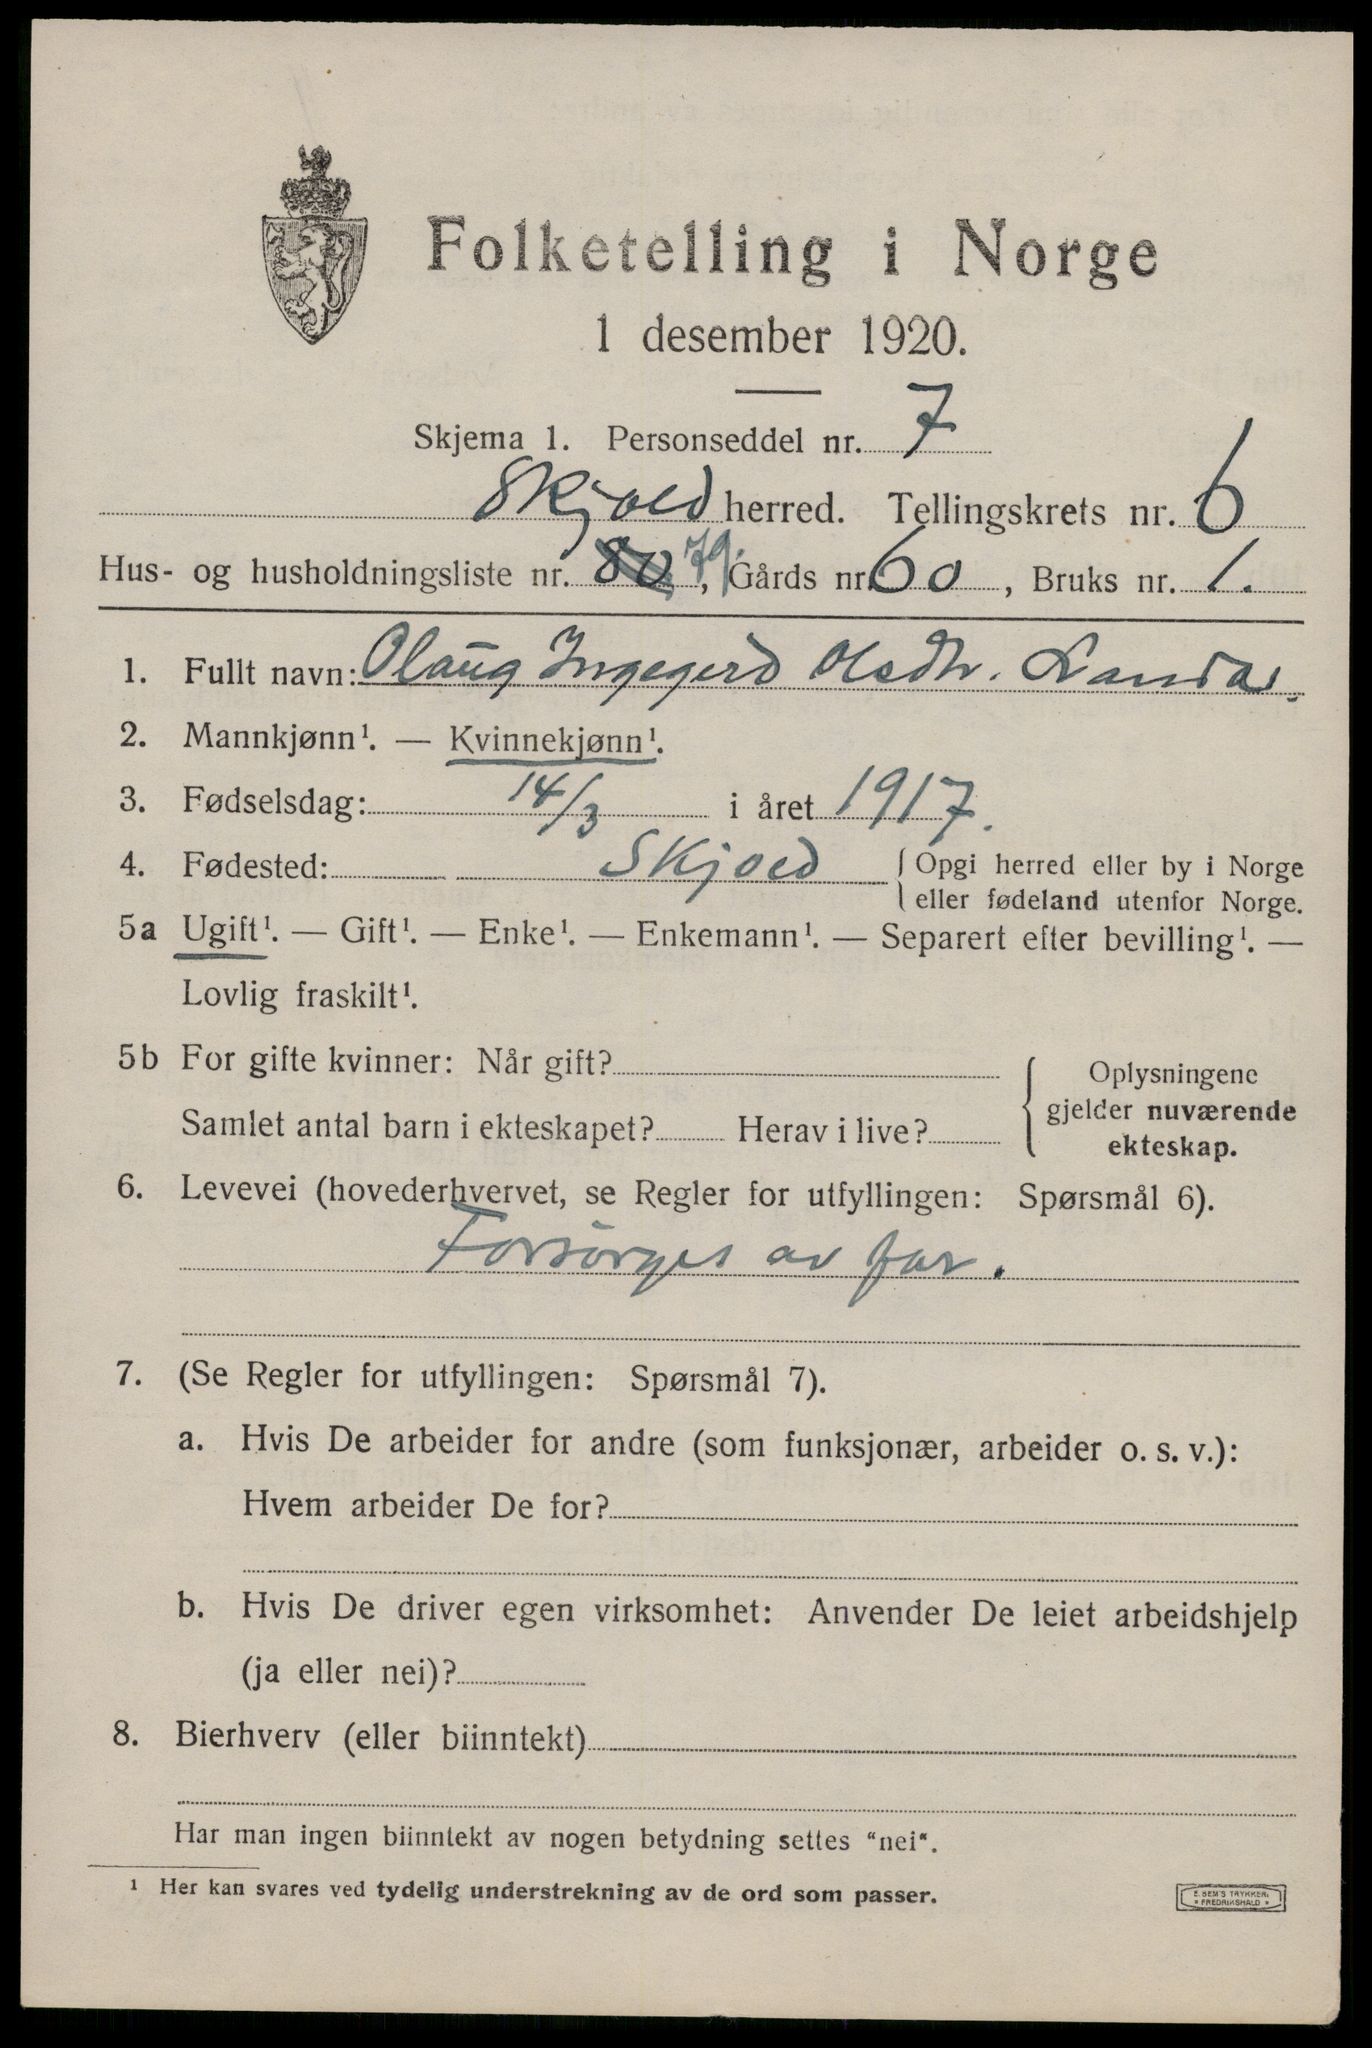 Folketelling i Norge
1 desember 1920.
Skjema 1. Personseddel nr. 7
Skjold herred. Tellingskrets nr. 6
Hus- og husholdningsliste nr. 80 79, Gårds nr. 60, Bruks nr. 1.
1. Fullt navn: Olaug Ingegerd Olsdtr. Landa.
2. Mannkjønn¹. — Kvinnekjønn¹.
3. Fødselsdag: 14/3 i året 1917.
4. Fødested: Skjold { Opgi herred eller by i Norge
eller fødeland utenfor Norge.
5a Ugift¹. — Gift¹. — Enke¹. — Enkemann¹. — Separert efter bevilling¹. —
Lovlig fraskilt¹.
5b For gifte kvinner: Når gift?
Samlet antal barn i ekteskapet? Herav i live?
{ Oplysningene
gjelder nuværende
ekteskap.
6. Levevei (hovederhvervet, se Regler for utfyllingen: Spørsmål 6).
Forsørges av far.
7. (Se Regler for utfyllingen: Spørsmål 7).
a. Hvis De arbeider for andre (som funksjonær, arbeider o. s. v.):
Hvem arbeider De for?
b. Hvis De driver egen virksomhet: Anvender De leiet arbeidshjelp
(ja eller nei)?
8. Bierhverv (eller biinntekt)
Har man ingen biinntekt av nogen betydning settes "nei".
¹ Her kan svares ved tydelig understrekning av de ord som passer.
E. SEM'S TRYKKERI
* FREDRIKSHALD *